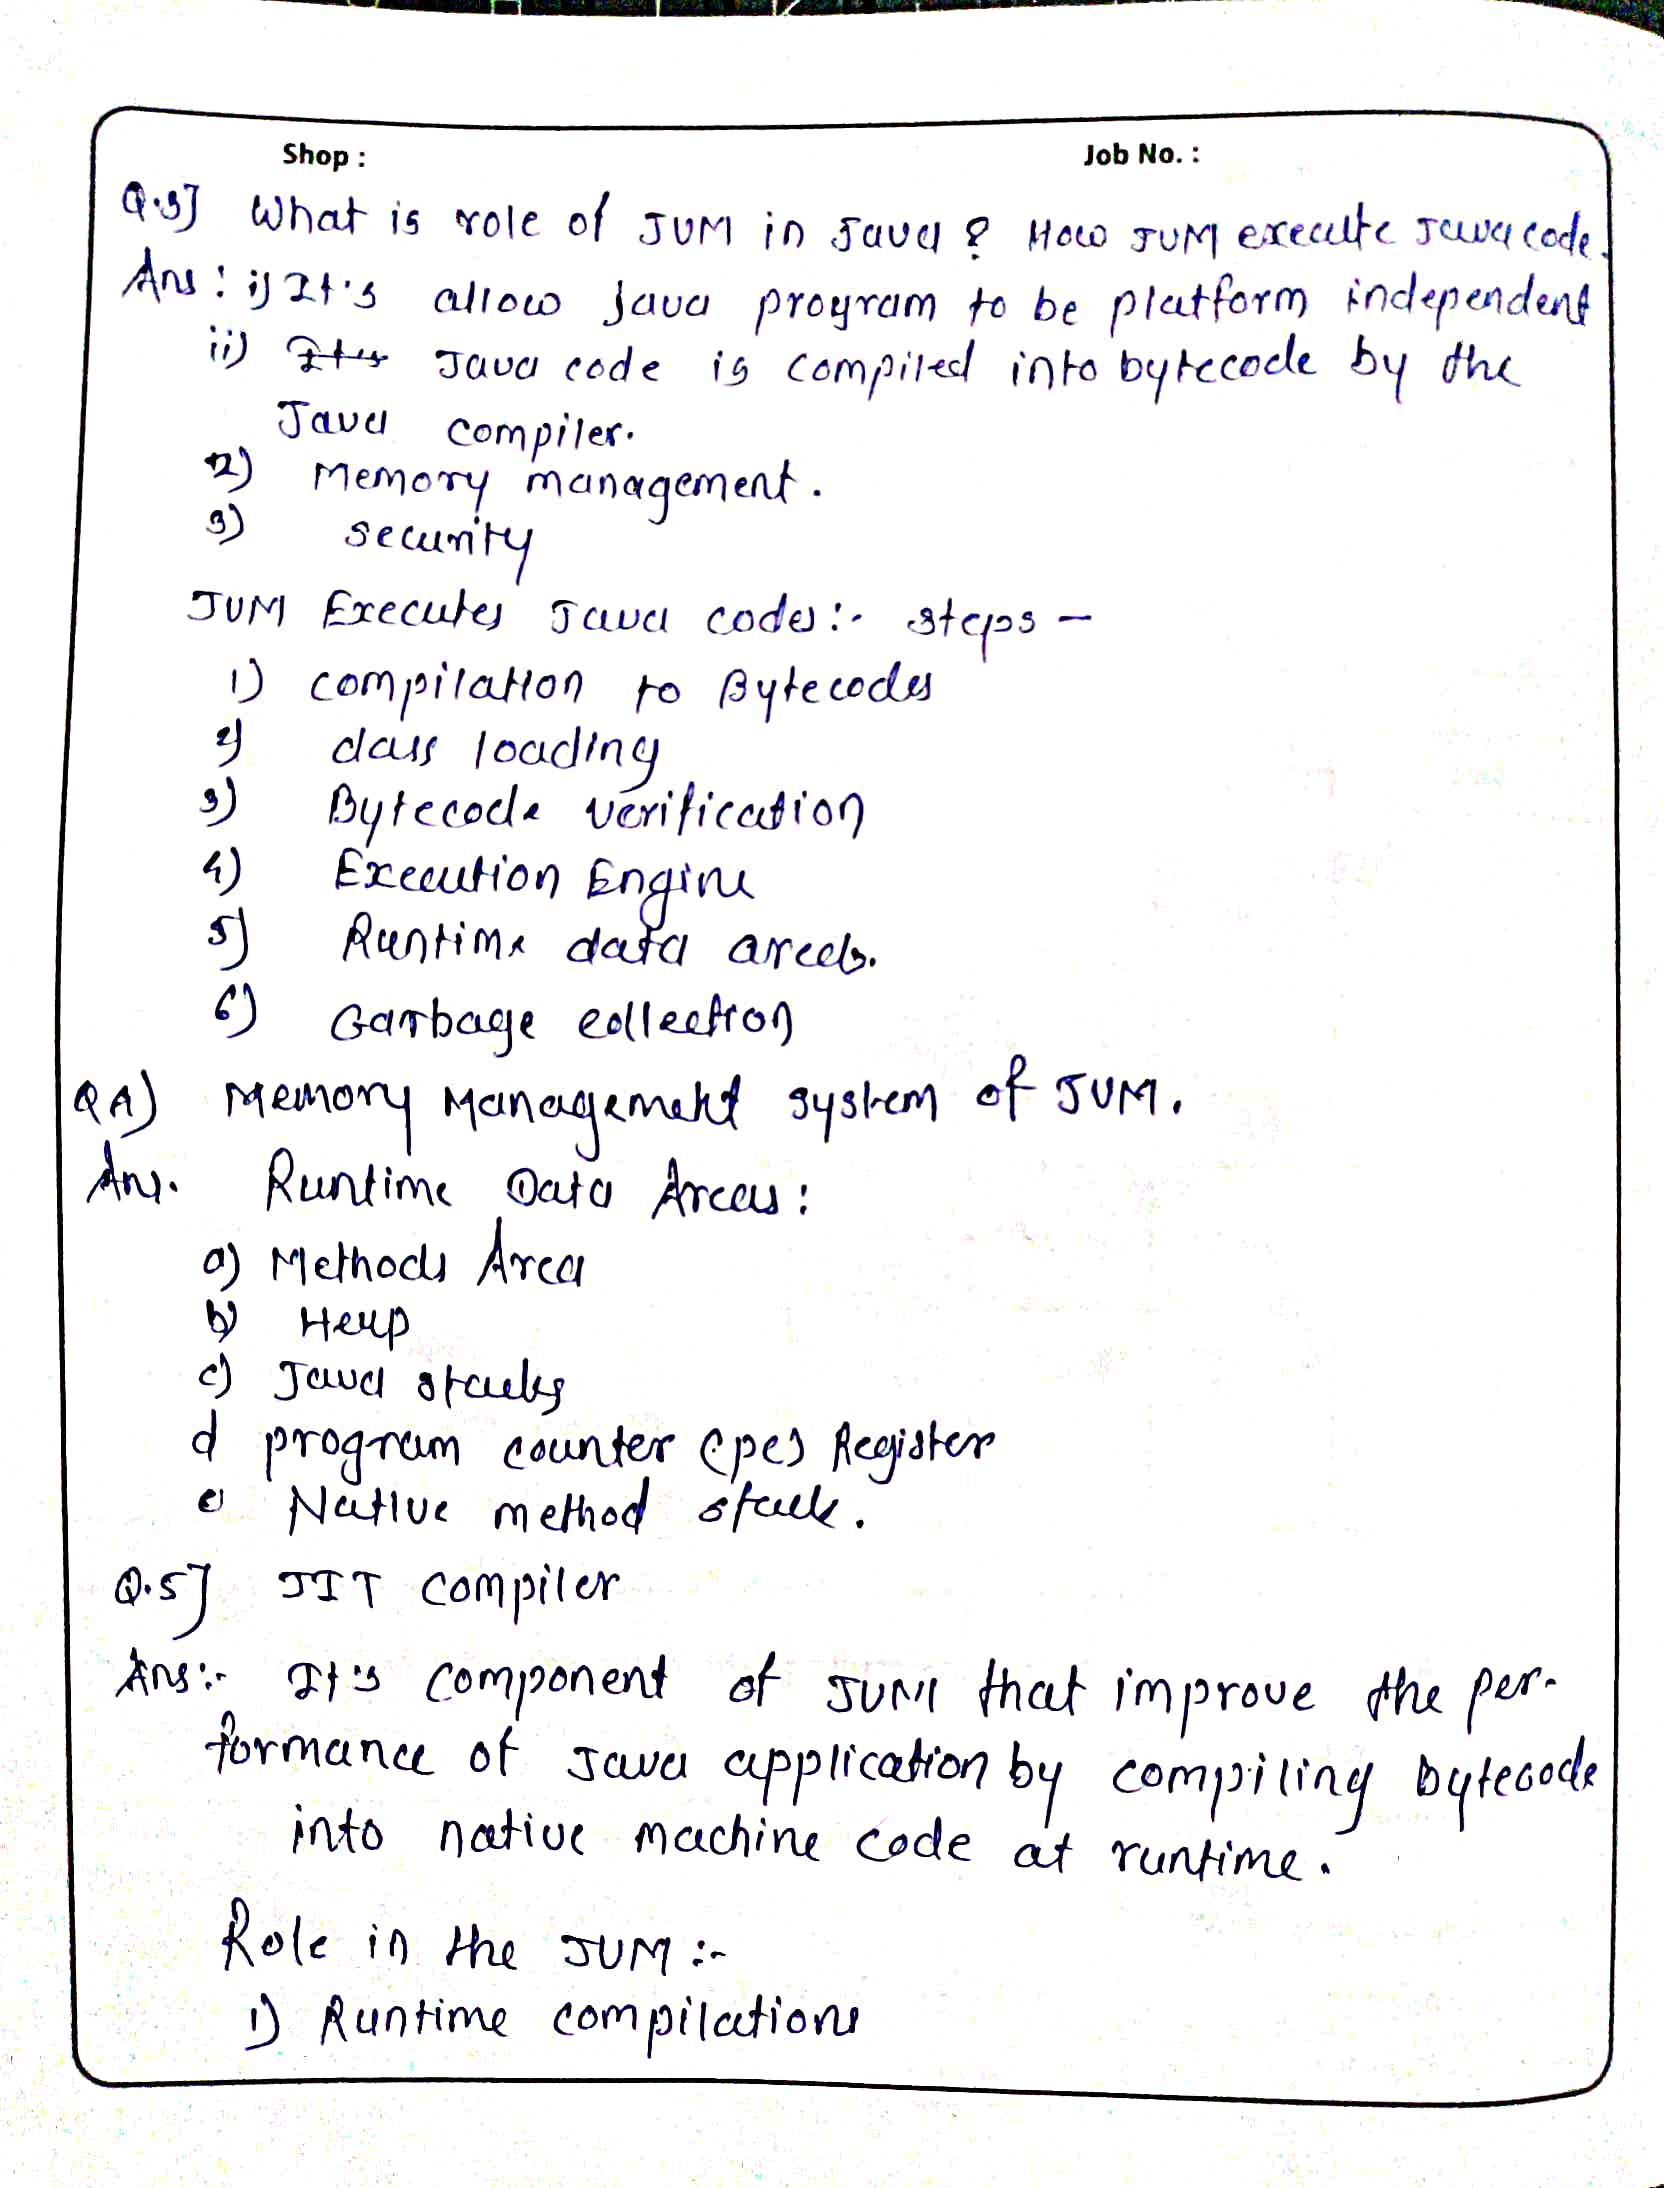 Shop :
Job No. :
Q.3] What is role of JVM in Java ? How JVM execute Java code.
Ans : i) It's allow Java program to be platform independent
ii) It's Java code is compiled into bytecode by the
Java compiler.
2) Memory management.
3) security
JVM Executes Java codes:- steps -
1) compilation to Bytecodes
2) class loading
3) Bytecode verification
4) Execution Engine
5) Runtime data areas.
6) Garbage collection
Q4) Memory Management system of JVM.
Ans. Runtime Data Areas :
a) Methods Area
b) Heap
c) Java stacks
d program counter (pc) Register
e) Native method stack.
Q.5] JIT compiler
Ans:- It's component of JVM that improve the per-
formance of Java application by compiling bytecode
into native machine code at runtime.
Role in the JVM :-
1) Runtime compilations